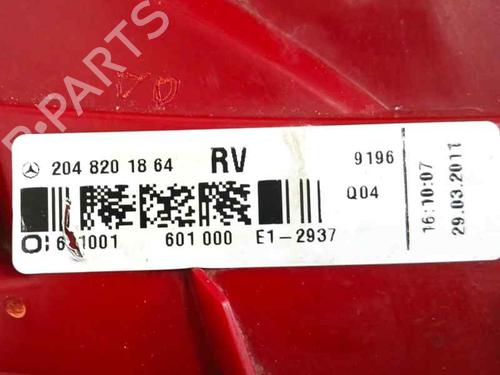 B-PARTS
204 820 18 64 RV 9196
Q04
601 000 E1-2937
16:10:07
29.03.2011